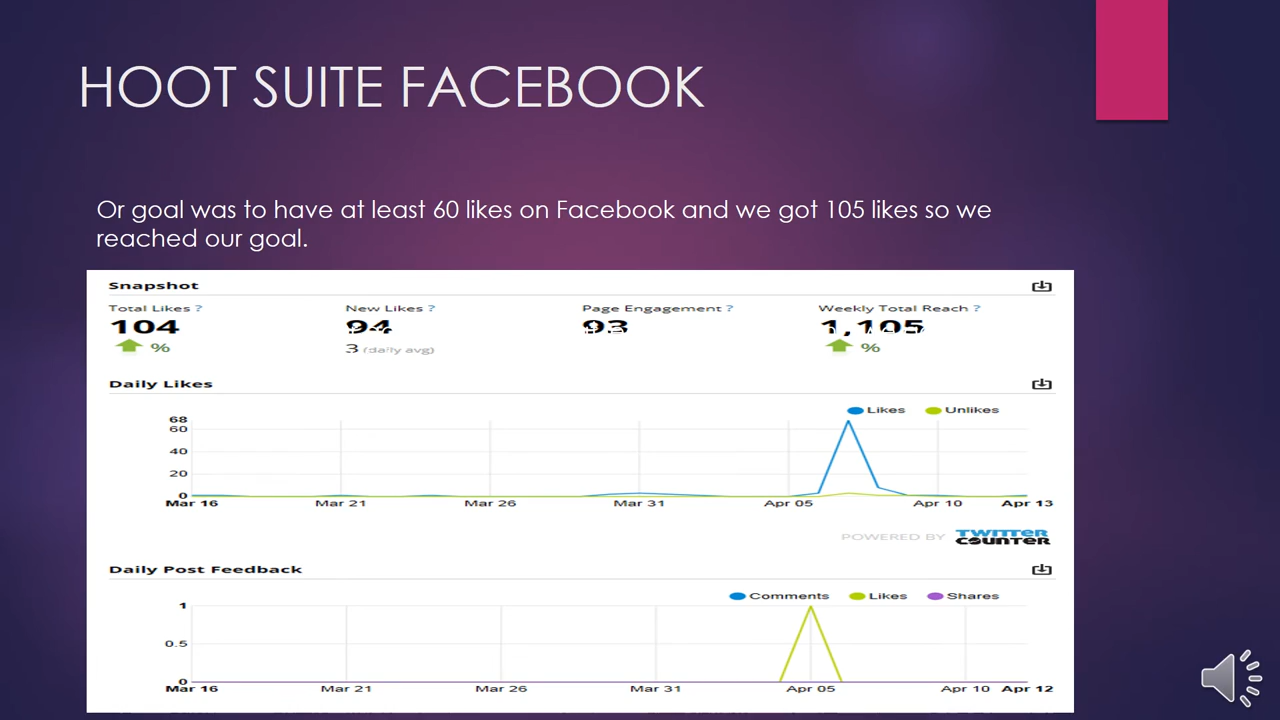 HOOT SUITE FACEBOOK
Or goal was to have at least 60 likes on Facebook and we got 105 likes so we
reached our goal.
Snapshot
Total Likes ? New Likes ? Page Engagement ? Weekly Total Reach ?
104 94 93 1,105
% 3 (daily avg) %
Daily Likes
Likes Unlikes
68
60
40
20
0
Mar 16 Mar 21 Mar 26 Mar 31 Apr 05 Apr 10 Apr 13
POWERED BY TWITTER COUNTER
Daily Post Feedback
Comments Likes Shares
1
0.5
0
Mar 16 Mar 21 Mar 26 Mar 31 Apr 05 Apr 10 Apr 12